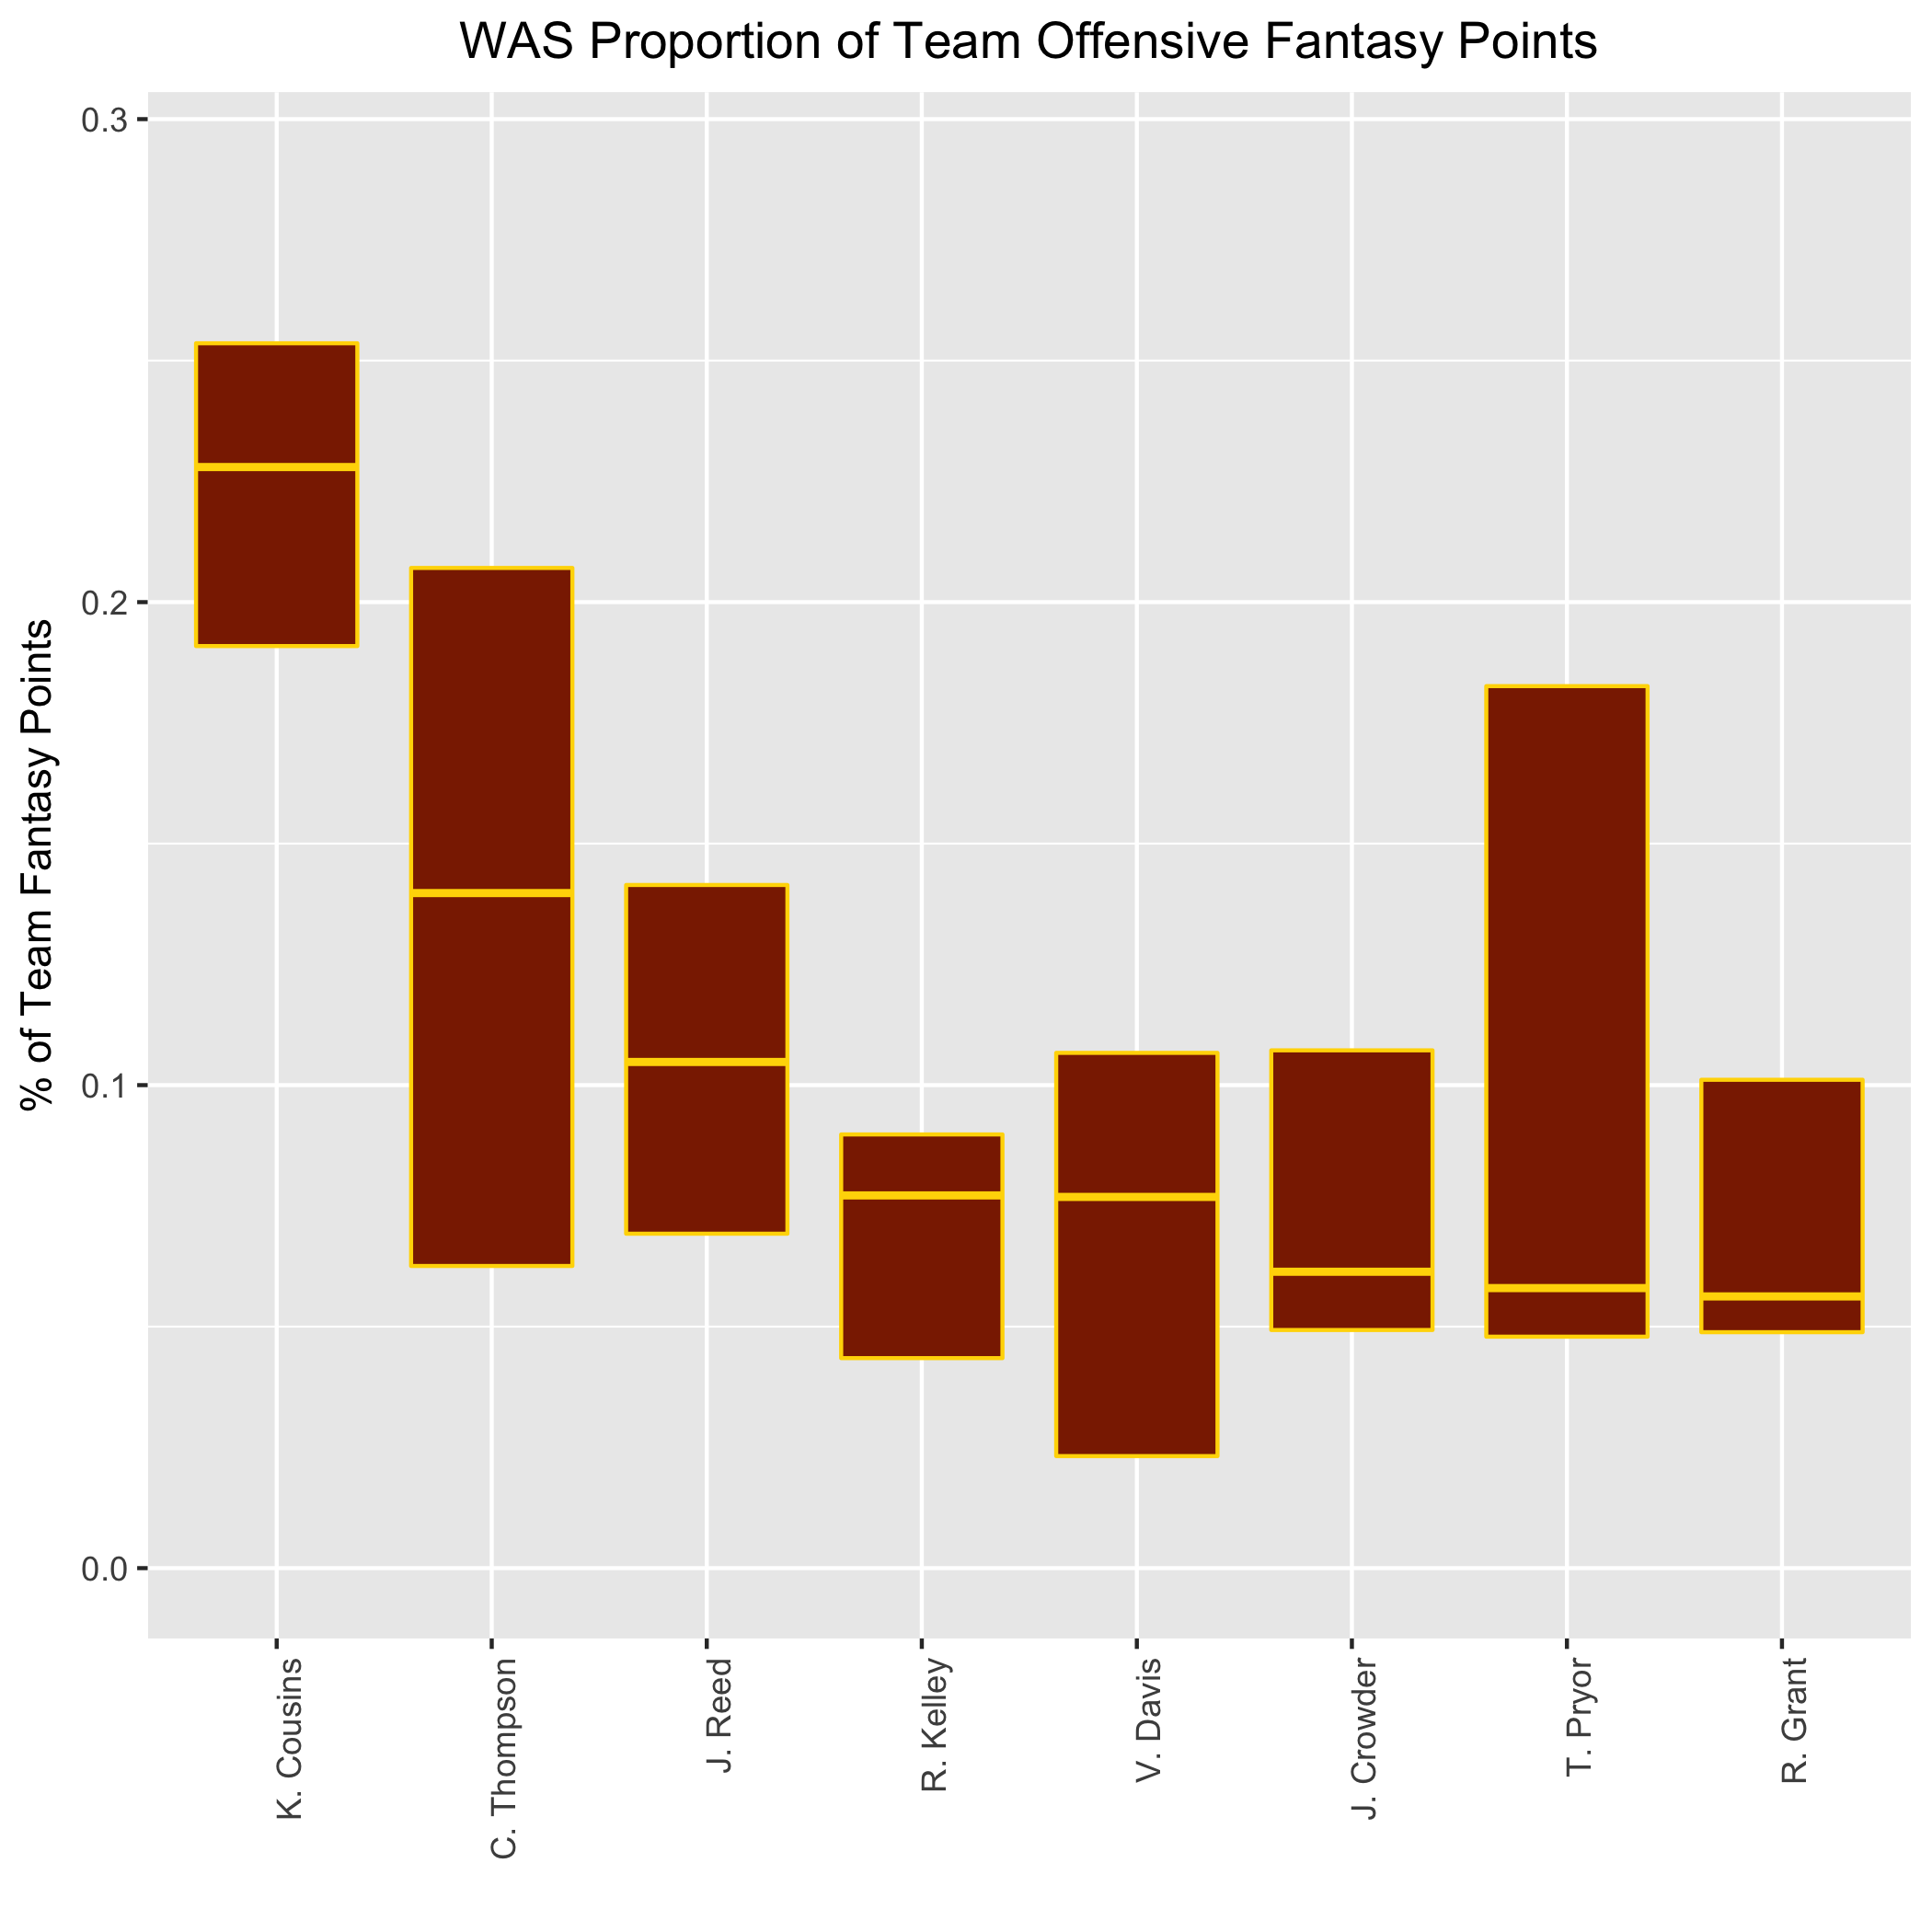 WAS Proportion of Team Offensive Fantasy Points
% of Team Fantasy Points
0.3
0.2
0.1
0.0
K. Cousins
C. Thompson
J. Reed
R. Kelley
V. Davis
J. Crowder
T. Pryor
R. Grant